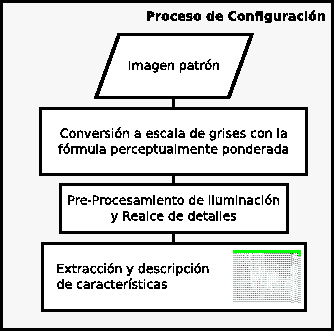 Proceso de Configuración
Imagen patrón
Conversión a escala de grises con la
fórmula perceptualmente ponderada
Pre-Procesamiento de Iluminación
y Realce de detalles
Extracción y descripción
de características